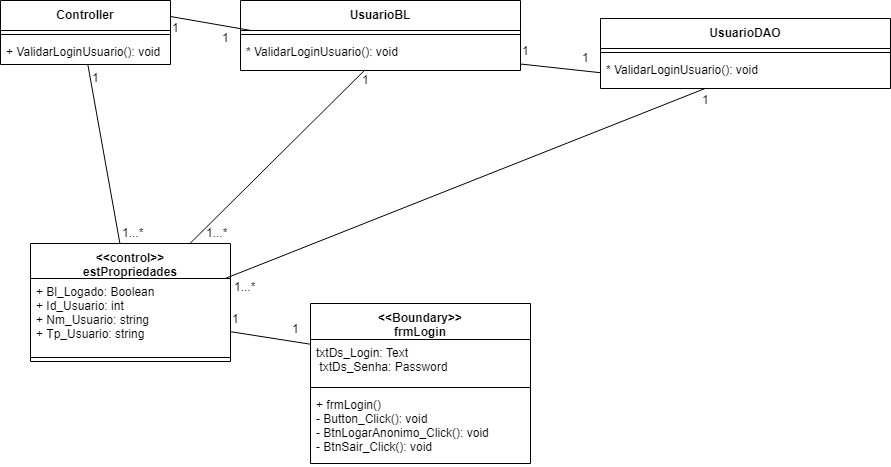 Controller
+ ValidarLoginUsuario(): void
1
1
UsuarioBL
* ValidarLoginUsuario(): void
1
1
UsuarioDAO
* ValidarLoginUsuario(): void
1
1
1
1...*
1...*
1...*
<<control>>
estPropriedades
+ Bl_Logado: Boolean
+ Id_Usuario: int
+ Nm_Usuario: string
+ Tp_Usuario: string
1
1
<<Boundary>>
frmLogin
txtDs_Login: Text
txtDs_Senha: Password
+ frmLogin()
- Button_Click(): void
- BtnLogarAnonimo_Click(): void
- BtnSair_Click(): void